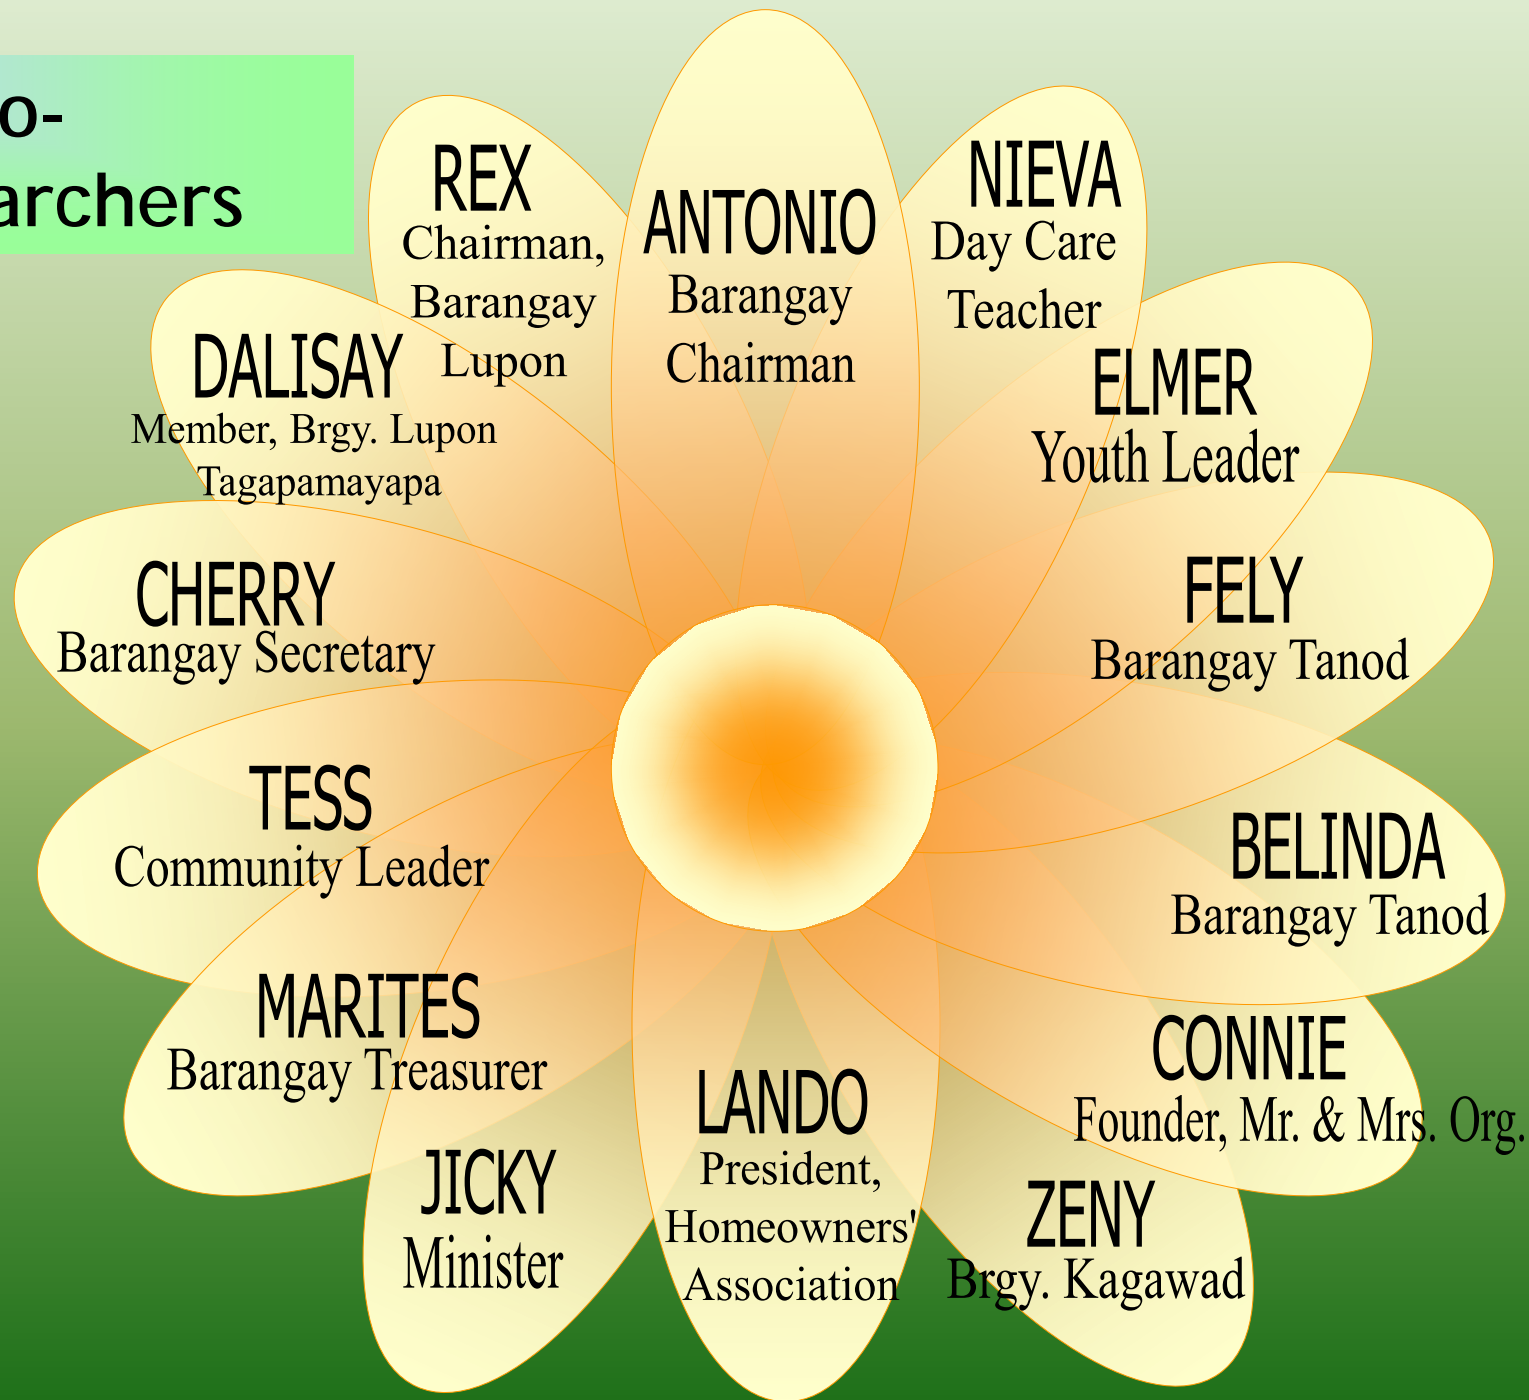 o-
archers
REX
Chairman,
Barangay
Lupon
ANTONIO
Barangay
Chairman
NIEVA
Day Care
Teacher
DALISAY
Member, Brgy. Lupon
Tagapamayapa
ELMER
Youth Leader
CHERRY
Barangay Secretary
FELY
Barangay Tanod
TESS
Community Leader
BELINDA
Barangay Tanod
MARITES
Barangay Treasurer
CONNIE
Founder, Mr. & Mrs. Org.
LANDO
President,
Homeowners'
Association
JICKY
Minister
ZENY
Brgy. Kagawad